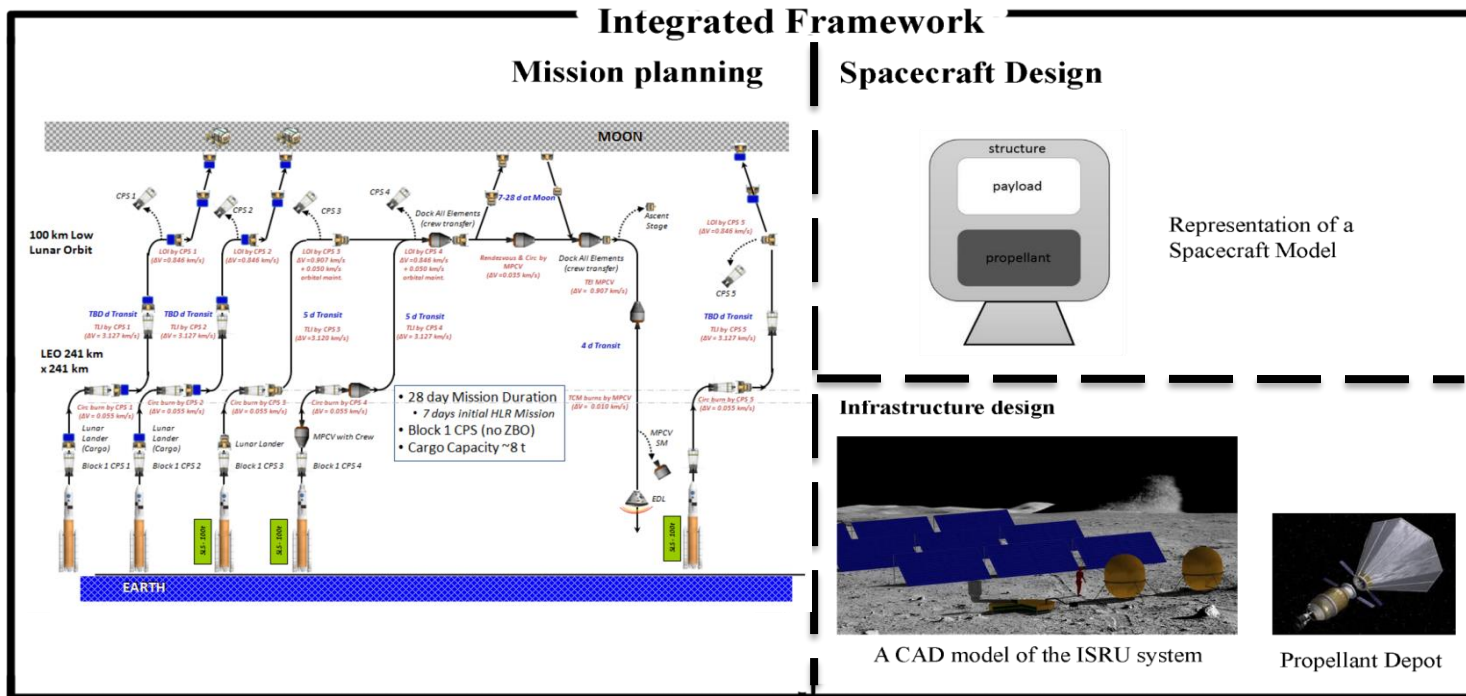 Integrated Framework
Mission planning
MOON
CPS 1
CPS 2
CPS 3
CPS 4
Dock All Elements
(crew transfer)
7-28 d at Moon
Ascent
Stage
100 km Low
Lunar Orbit
LOI by CPS 1
(ΔV =0.846 km/s)
LOI by CPS 2
(ΔV =0.846 km/s)
LOI by CPS 3
ΔV =0.907 km/s
+ 0.050 km/s
orbital maint.
LOI by CPS 4
ΔV =0.846 km/s
+ 0.050 km/s
orbital maint.
Rendezvous & Circ by
MPCV
(ΔV =0.035 km/s)
Dock All Elements
(crew transfer)
TEI MPCV
(ΔV = 0.907 km/s)
LOI by CPS 5
(ΔV =0.846 km/s)
CPS 5
TBD d Transit
TLI by CPS 1
(ΔV = 3.127 km/s)
TBD d Transit
TLI by CPS 2
(ΔV = 3.127 km/s)
5 d Transit
TLI by CPS 3
(ΔV =3.120 km/s)
5 d Transit
TLI by CPS 4
(ΔV = 3.127 km/s)
4 d Transit
TBD d Transit
TLI by CPS 5
(ΔV = 3.127 km/s)
LEO 241 km
x 241 km
Circ burn by CPS 1
(ΔV = 0.055 km/s)
Circ burn by CPS 2
(ΔV = 0.055 km/s)
Circ burn by CPS
(ΔV = 0.055 km/s)
Circ burn by CPS 4
(ΔV = 0.055 km/s)
TCM burns by MPCV
(ΔV = 0.010 km/s)
Circ burn by CPS 5
(ΔV = 0.055 km/s)
• 28 day Mission Duration
• 7 days initial HLR Mission
• Block 1 CPS (no ZBO)
• Cargo Capacity ~8 t
Lunar
Lander
(Cargo)
Block 1 CPS 1
Lunar
Lander
(Cargo)
Block 1 CPS 2
Lunar Lander
Block 1 CPS 3
MPCV with Crew
Block 1 CPS 4
MPCV
SM
EDL
SLS - 100t
SLS - 100t
SLS - 100t
EARTH
Spacecraft Design
structure
payload
propellant
Representation of a
Spacecraft Model
Infrastructure design
A CAD model of the ISRU system
Propellant Depot